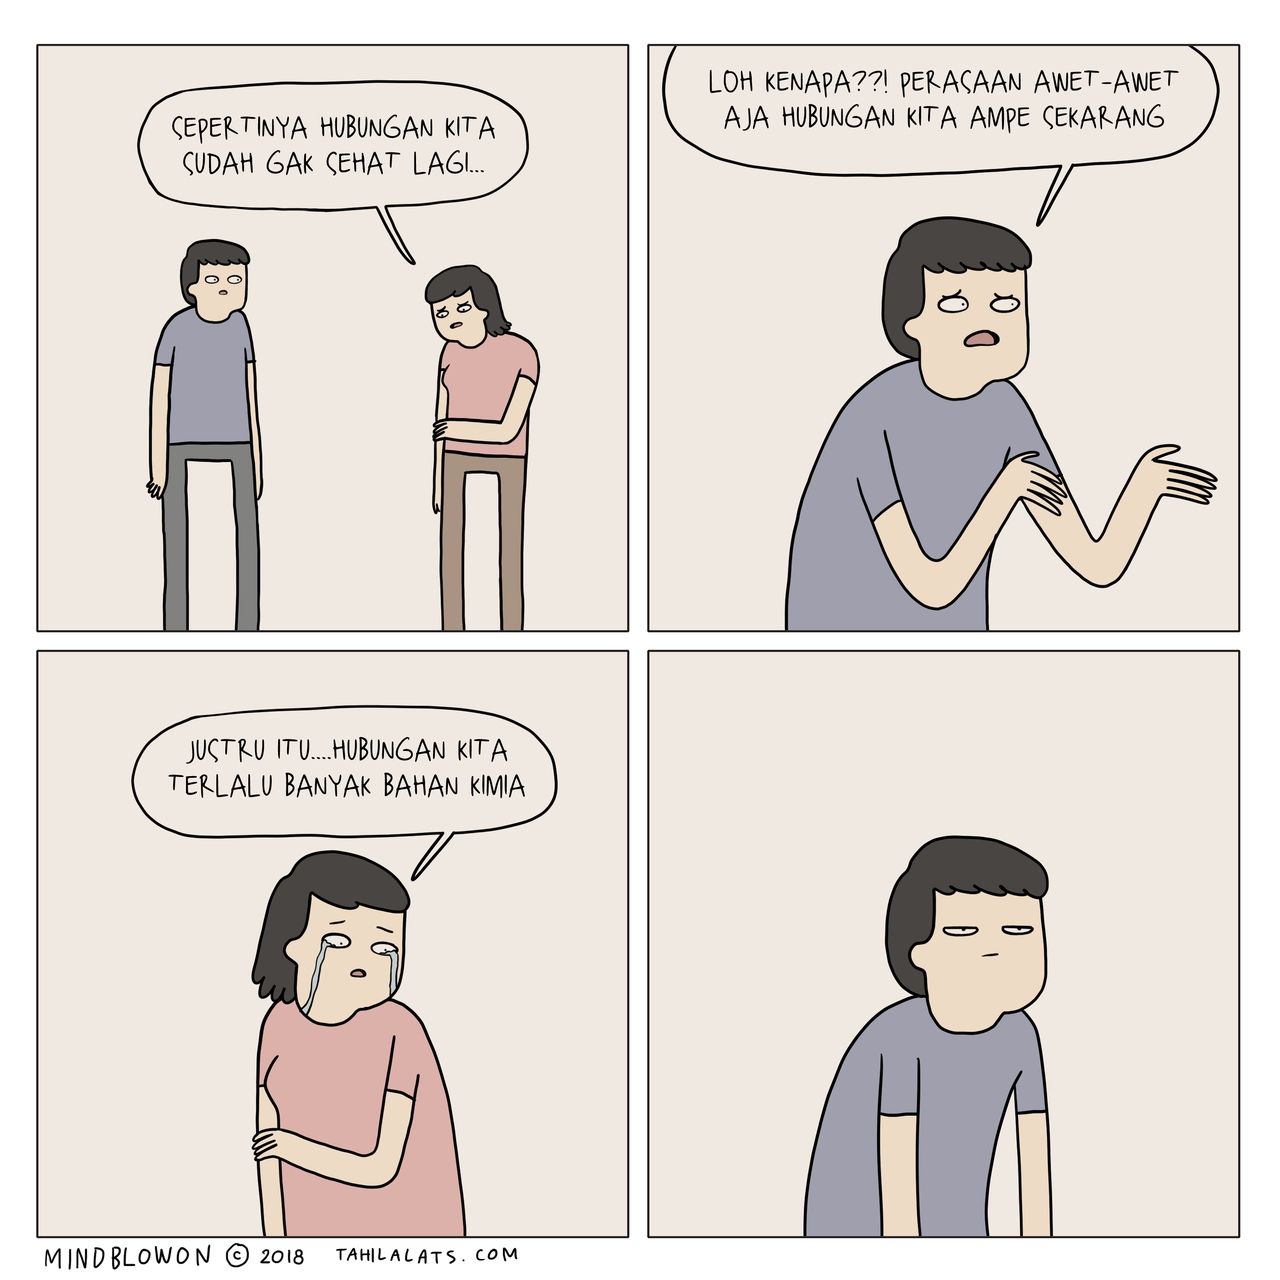 SEPERTINYA HUBUNGAN KITA
SUDAH GAK SEHAT LAGI...
LOH KENAPA??! PERASAAN AWET-AWET
AJA HUBUNGAN KITA AMPE SEKARANG
JUSTRU ITU....HUBUNGAN KITA
TERLALU BANYAK BAHAN KIMIA
MINDBLOWON © 2018 TAHILALATS.COM